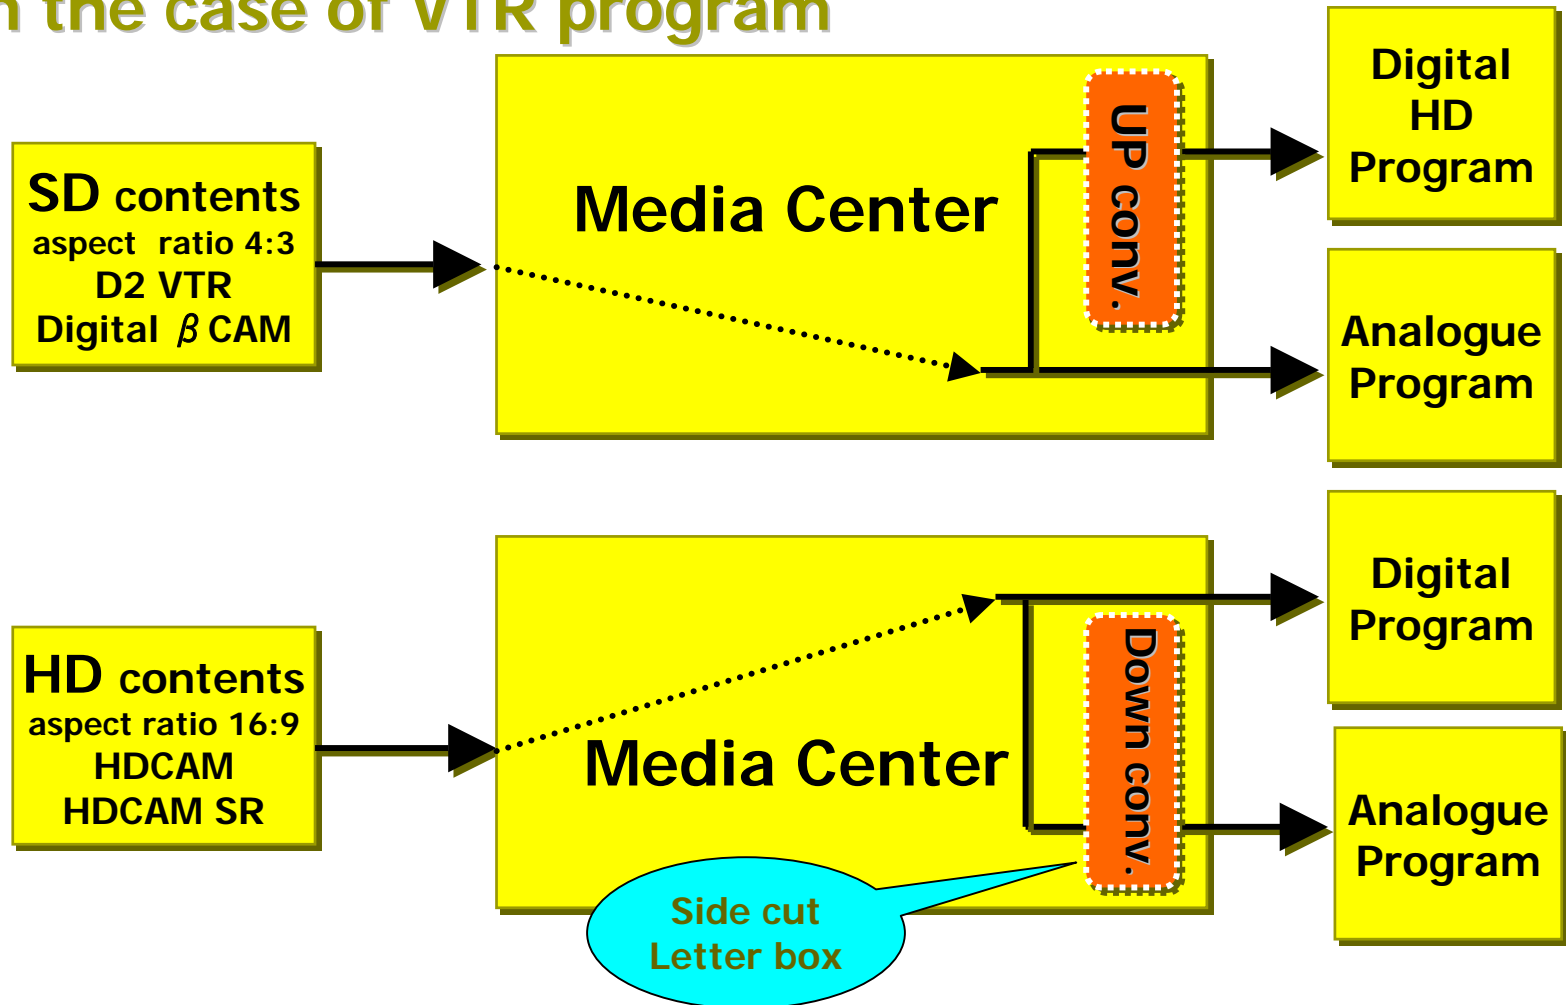 n the case of VTR program
SD contents
aspect ratio 4:3
D2 VTR
Digital β CAM
Media Center
UP conv.
Digital
HD
Program
Analogue
Program
HD contents
aspect ratio 16:9
HDCAM
HDCAM SR
Media Center
Down conv.
Side cut
Letter box
Digital
Program
Analogue
Program